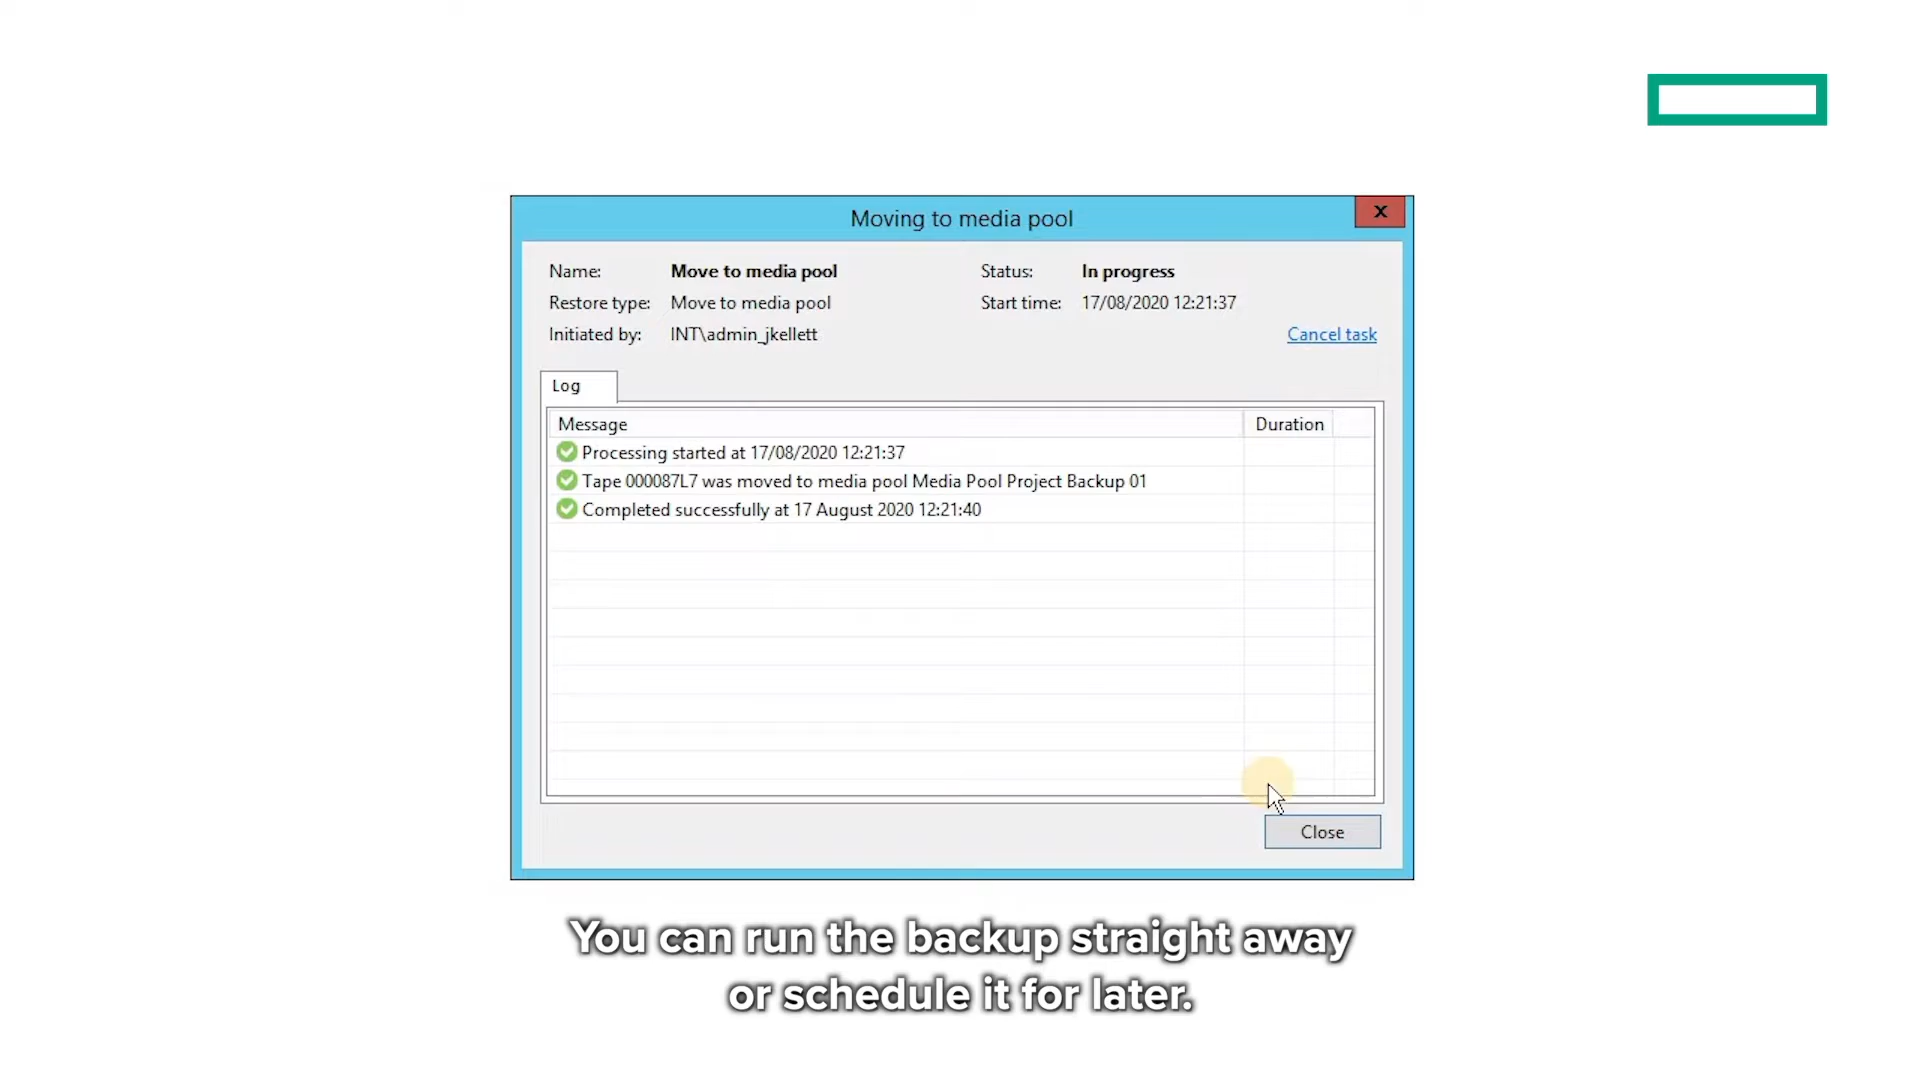 Moving to media pool
x
Name: Move to media pool Status: In progress
Restore type: Move to media pool Start time: 17/08/2020 12:21:37
Initiated by: INT\admin_jkellett Cancel task
Log
Message Duration
Processing started at 17/08/2020 12:21:37
Tape 000087L7 was moved to media pool Media Pool Project Backup 01
Completed successfully at 17 August 2020 12:21:40
Close
You can run the backup straight away
or schedule it for later.